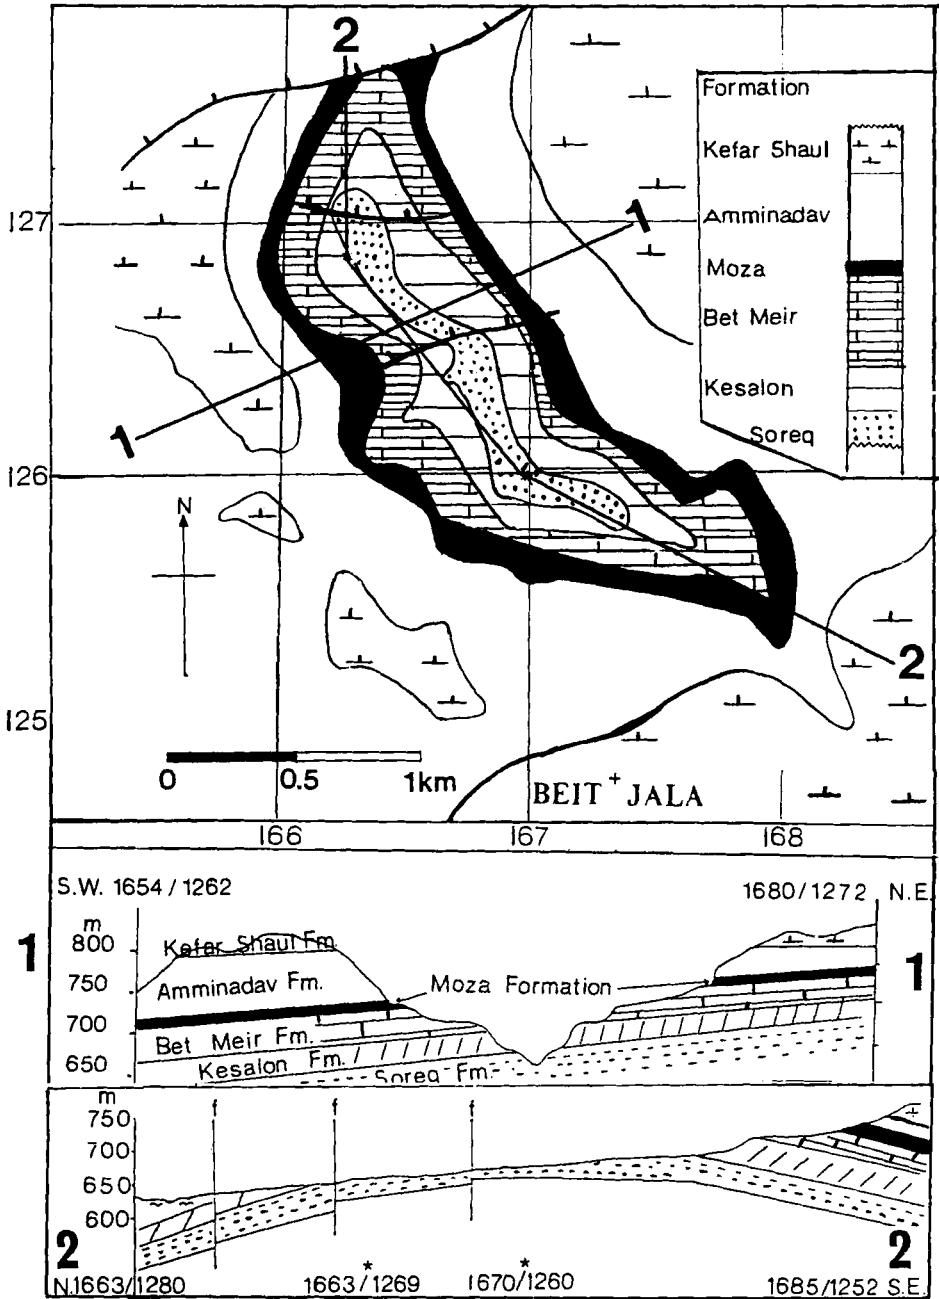 2
Formation
Kefar Shaul
Amminadav
Moza
Bet Meir
Kesalon
Soreq
127
1
1
126
N
2
125
0 0.5 1km
BEIT + JALA
166 167 168
S.W. 1654 / 1262
1680/1272 N.E.
m
1
800
Kefar Shaul Fm.
1
750
Amminadav Fm.
Moza Formation
700
Bet Meir Fm.
650
Kesalon Fm.
Soreq Fm.
m
f f f
750
700
650
600
2
2
N.1663/1280
1663/1269
*
1670/1260
*
1685/1252 S.E.